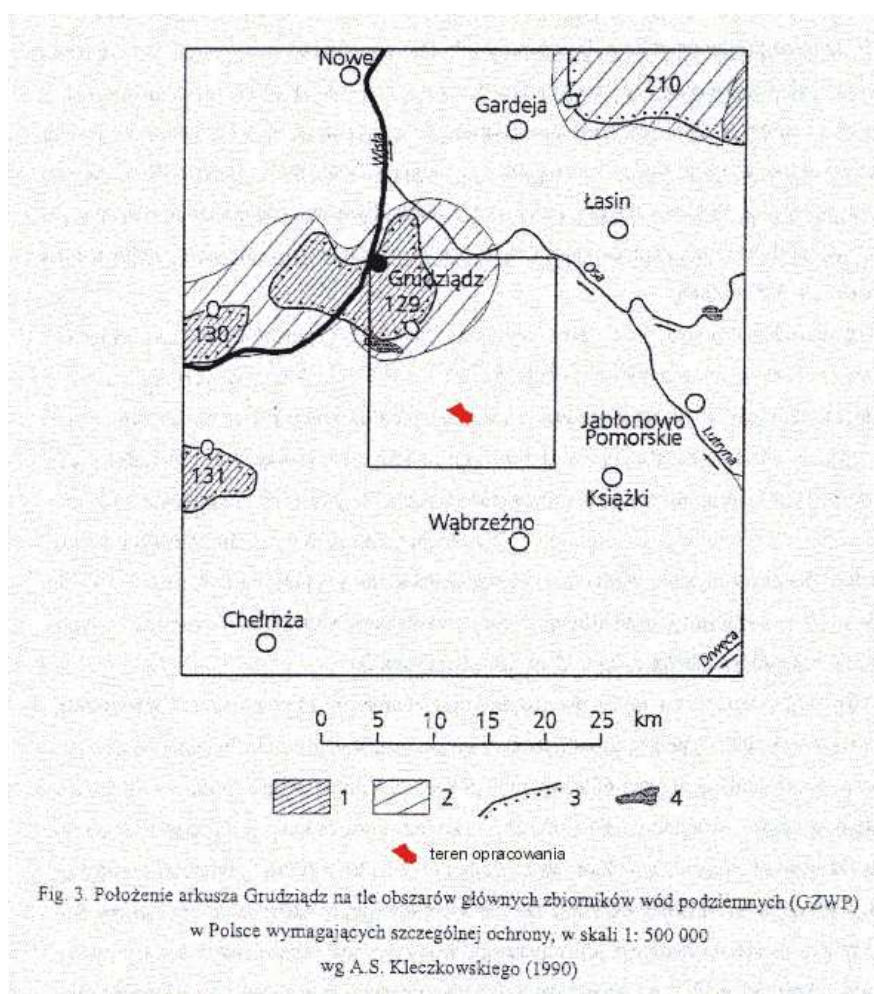 Nowe
210
Gardeja
Wisła
Łasin
Osa
Grudziądz
129
130
Jabłonowo
Pomorskie
Lutryna
131
Książki
Wąbrzeźno
Chełmża
Drwęca
0 5 10 15 20 25 km
1 2 3 4
teren opracowania
Fig. 3. Położenie arkusza Grudziądz na tle obszarów głównych zbiorników wód podziemnych (GZWP)
w Polsce wymagających szczególnej ochrony, w skali 1: 500 000
wg A.S. Kleczkowskiego (1990)